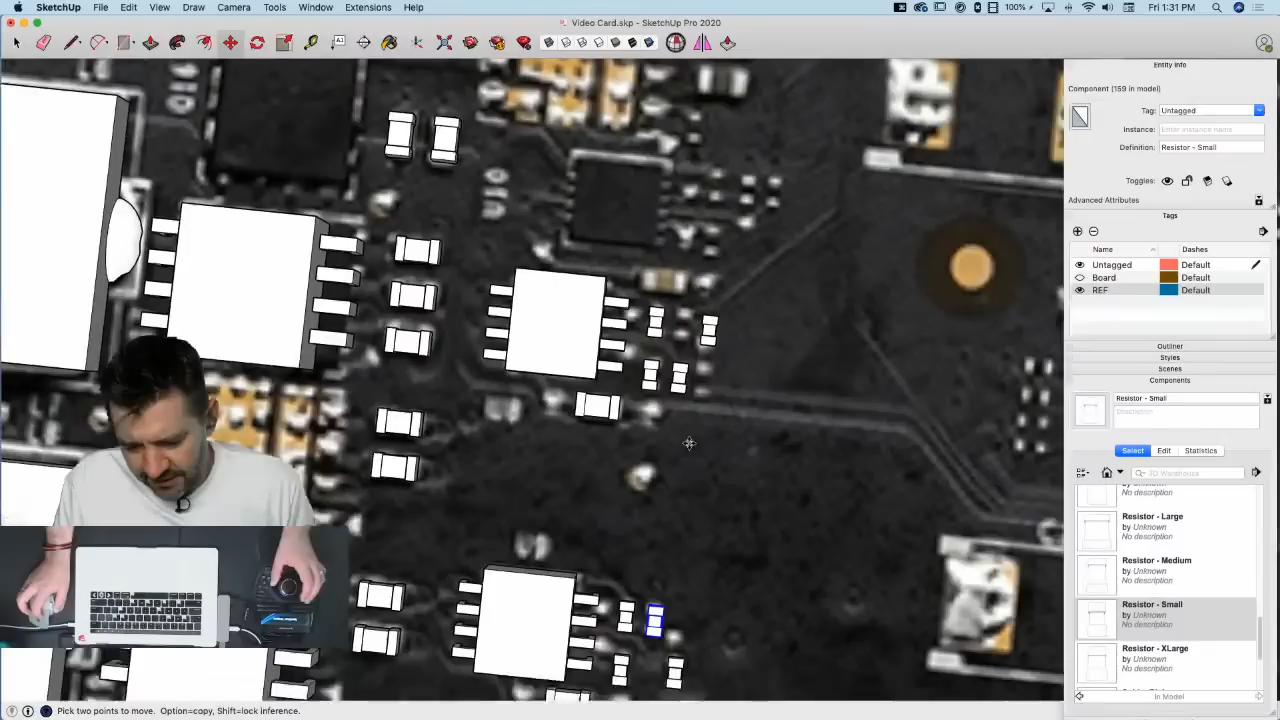 SketchUp File Edit View Draw Camera Tools Window Extensions Help
100% Fri 1:31 PM
Video Card.skp - SketchUp Pro 2020
Entity Info
Component (159 in model)
Tag: Untagged
Instance: Enter instance name
Definition: Resistor - Small
Toggles:
Advanced Attributes
Tags
Name Dashes
Untagged Default
Board Default
REF Default
Outliner
Styles
Scenes
Components
Resistor - Small
Description
Select Edit Statistics
3D Warehouse
by Unknown
No description
Resistor - Large
by Unknown
No description
Resistor - Medium
by Unknown
No description
Resistor - Small
by Unknown
No description
Resistor - XLarge
by Unknown
No description
In Model
Pick two points to move. Option=copy, Shift=lock inference.